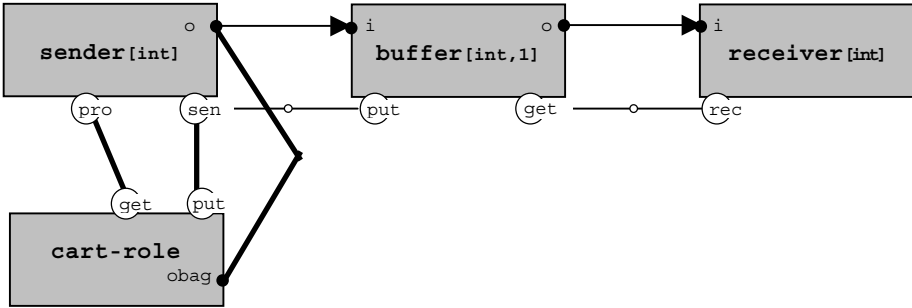 o i o i
sender[int] buffer[int,1] receiver[int]
pro sen put get rec
get put
cart-role
obag